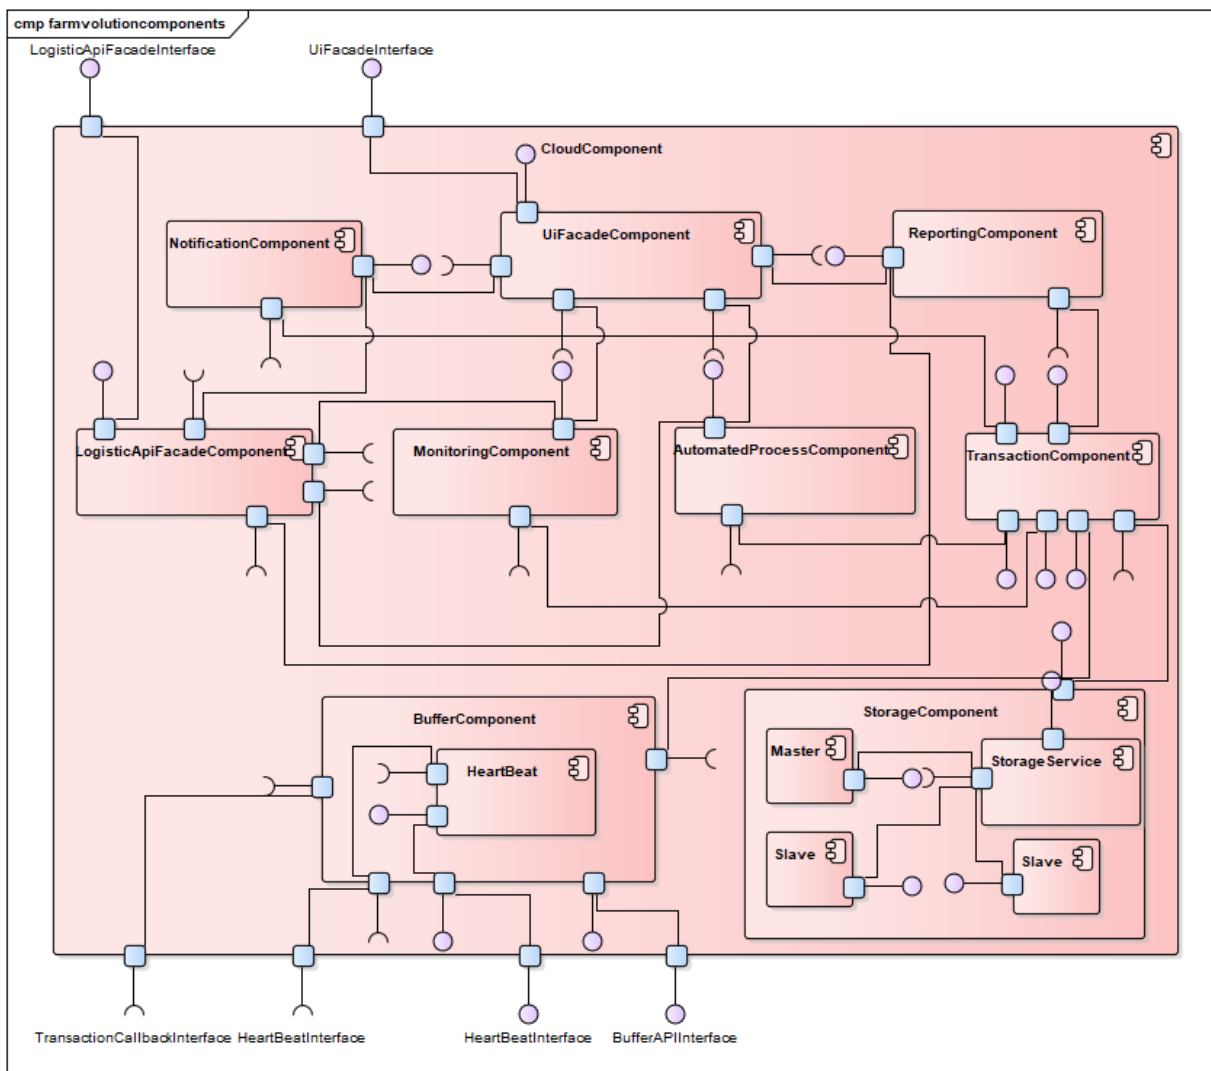 cmp farmvolutioncomponents
LogisticApiFacadeInterface
UiFacadeInterface
CloudComponent
NotificationComponent
UiFacadeComponent
ReportingComponent
LogisticApiFacadeComponent
MonitoringComponent
AutomatedProcessComponent
TransactionComponent
BufferComponent
StorageComponent
HeartBeat
Master
StorageService
Slave
Slave
TransactionCallbackInterface
HeartBeatInterface
HeartBeatInterface
BufferAPIInterface